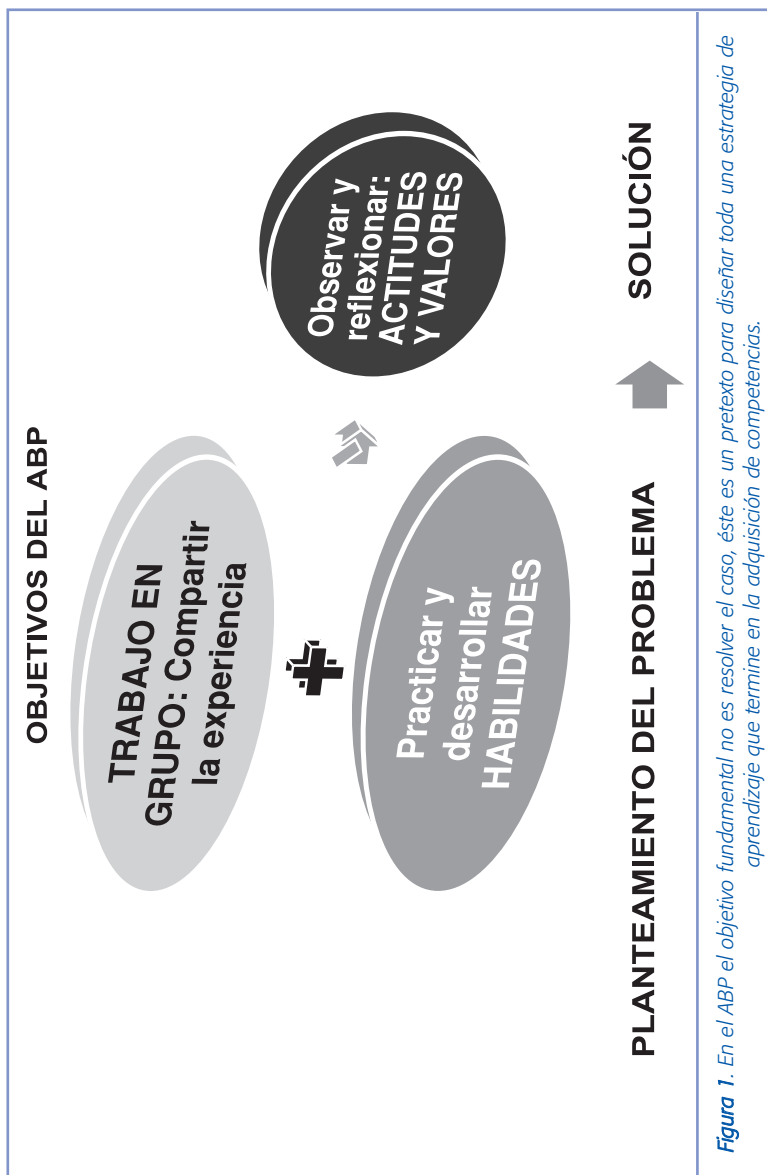 OBJETIVOS DEL ABP
TRABAJO EN
GRUPO: Compartir
la experiencia
Practicar y
desarrollar
HABILIDADES
Observar y
reflexionar:
ACTITUDES
Y VALORES
PLANTEAMIENTO DEL PROBLEMA
SOLUCIÓN
Figura 1. En el ABP el objetivo fundamental no es resolver el caso, éste es un pretexto para diseñar toda una estrategia de
aprendizaje que termine en la adquisición de competencias.